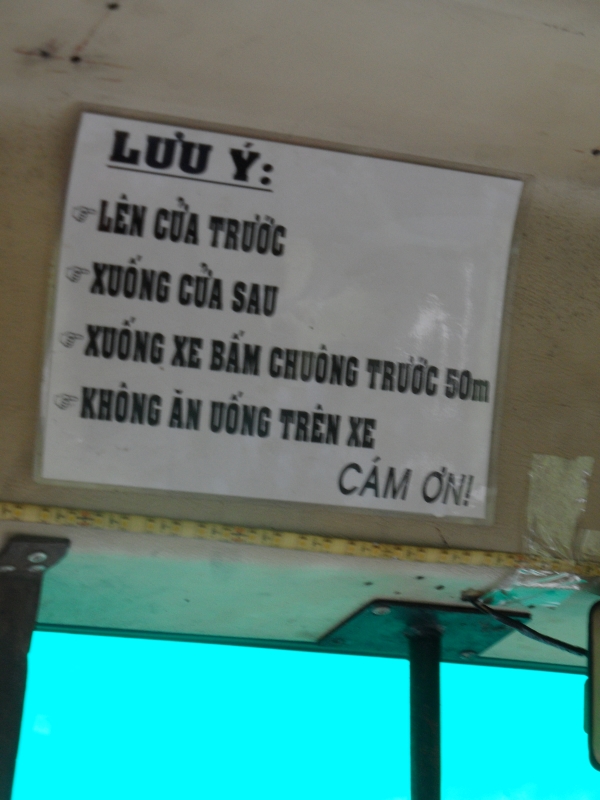 LƯU Ý:
LÊN CỬA TRƯỚC
XUỐNG CỬA SAU
XUỐNG XE BẤM CHUÔNG TRƯỚC 50m
KHÔNG ĂN UỐNG TRÊN XE
CÁM ƠN!